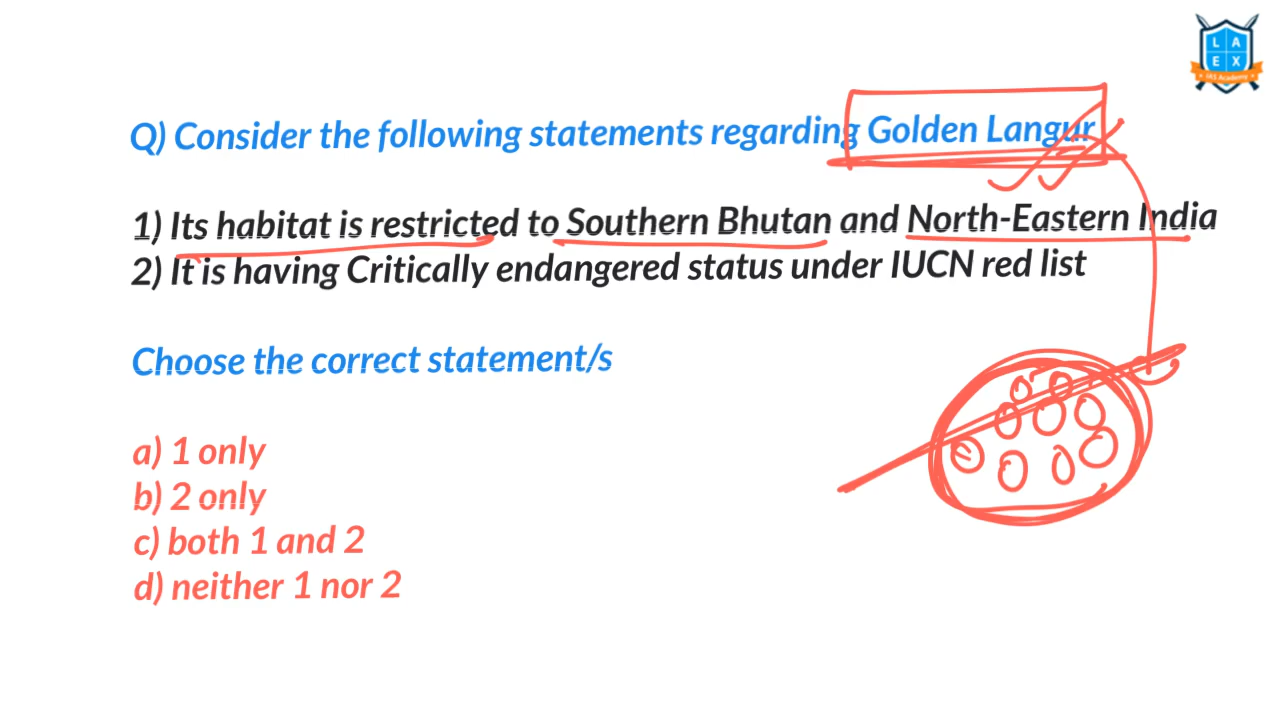 L A
E X
IAS Academy
Q) Consider the following statements regarding Golden Langur
1) Its habitat is restricted to Southern Bhutan and North-Eastern India
2) It is having Critically endangered status under IUCN red list
Choose the correct statement/s
a) 1 only
b) 2 only
c) both 1 and 2
d) neither 1 nor 2